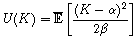 U(K) = 𝔼 [ (K − α)² / 2β ]